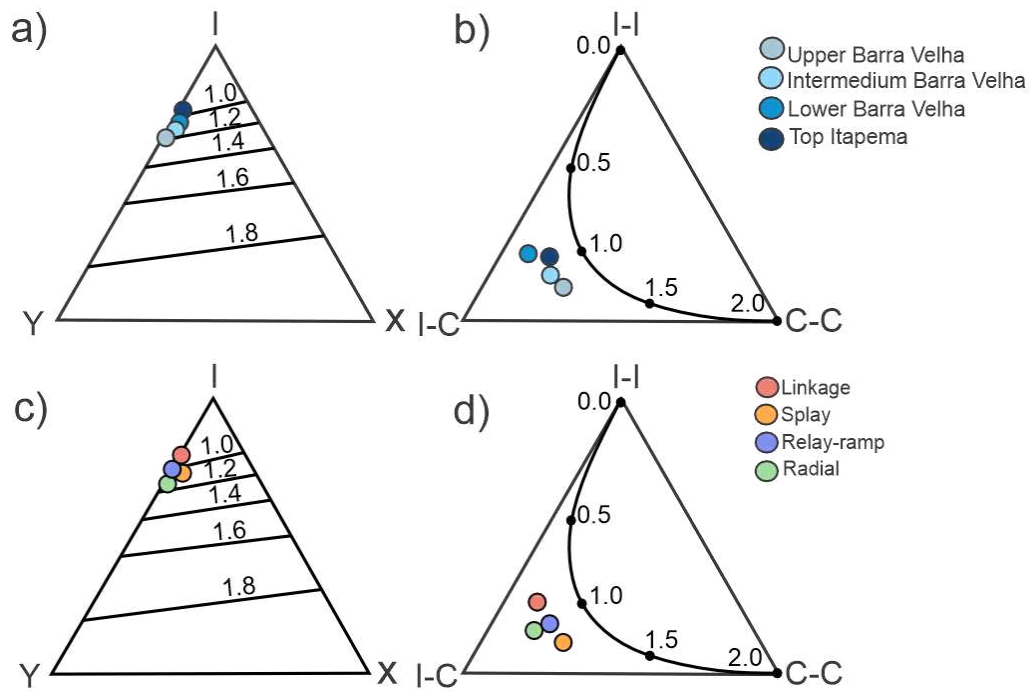 a)
I
1.0
1.2
1.4
1.6
1.8
Y
X
b)
I-I
0.0
0.5
1.0
1.5
2.0
I-C
C-C
Upper Barra Velha
Intermedium Barra Velha
Lower Barra Velha
Top Itapema
c)
I
1.0
1.2
1.4
1.6
1.8
Y
X
d)
I-I
0.0
0.5
1.0
1.5
2.0
I-C
C-C
Linkage
Splay
Relay-ramp
Radial